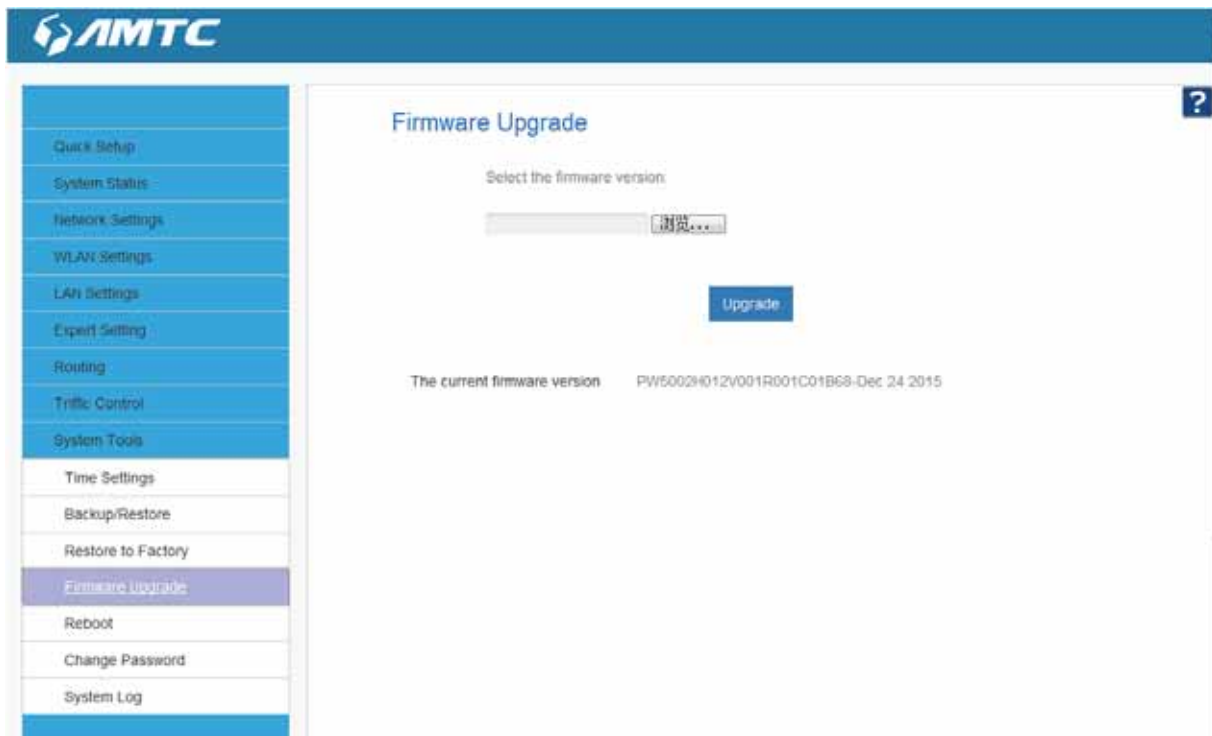 AMTC
?
Firmware Upgrade
Quick Setup
System Status
Select the firmware version:
Network Settings
浏览...
WLAN Settings
LAN Settings
Upgrade
Expert Setting
Routing
The current firmware version PW5002H012V001R001C01B68-Dec 24 2015
Triffic Control
System Tools
Time Settings
Backup/Restore
Restore to Factory
Firmware Upgrade
Reboot
Change Password
System Log